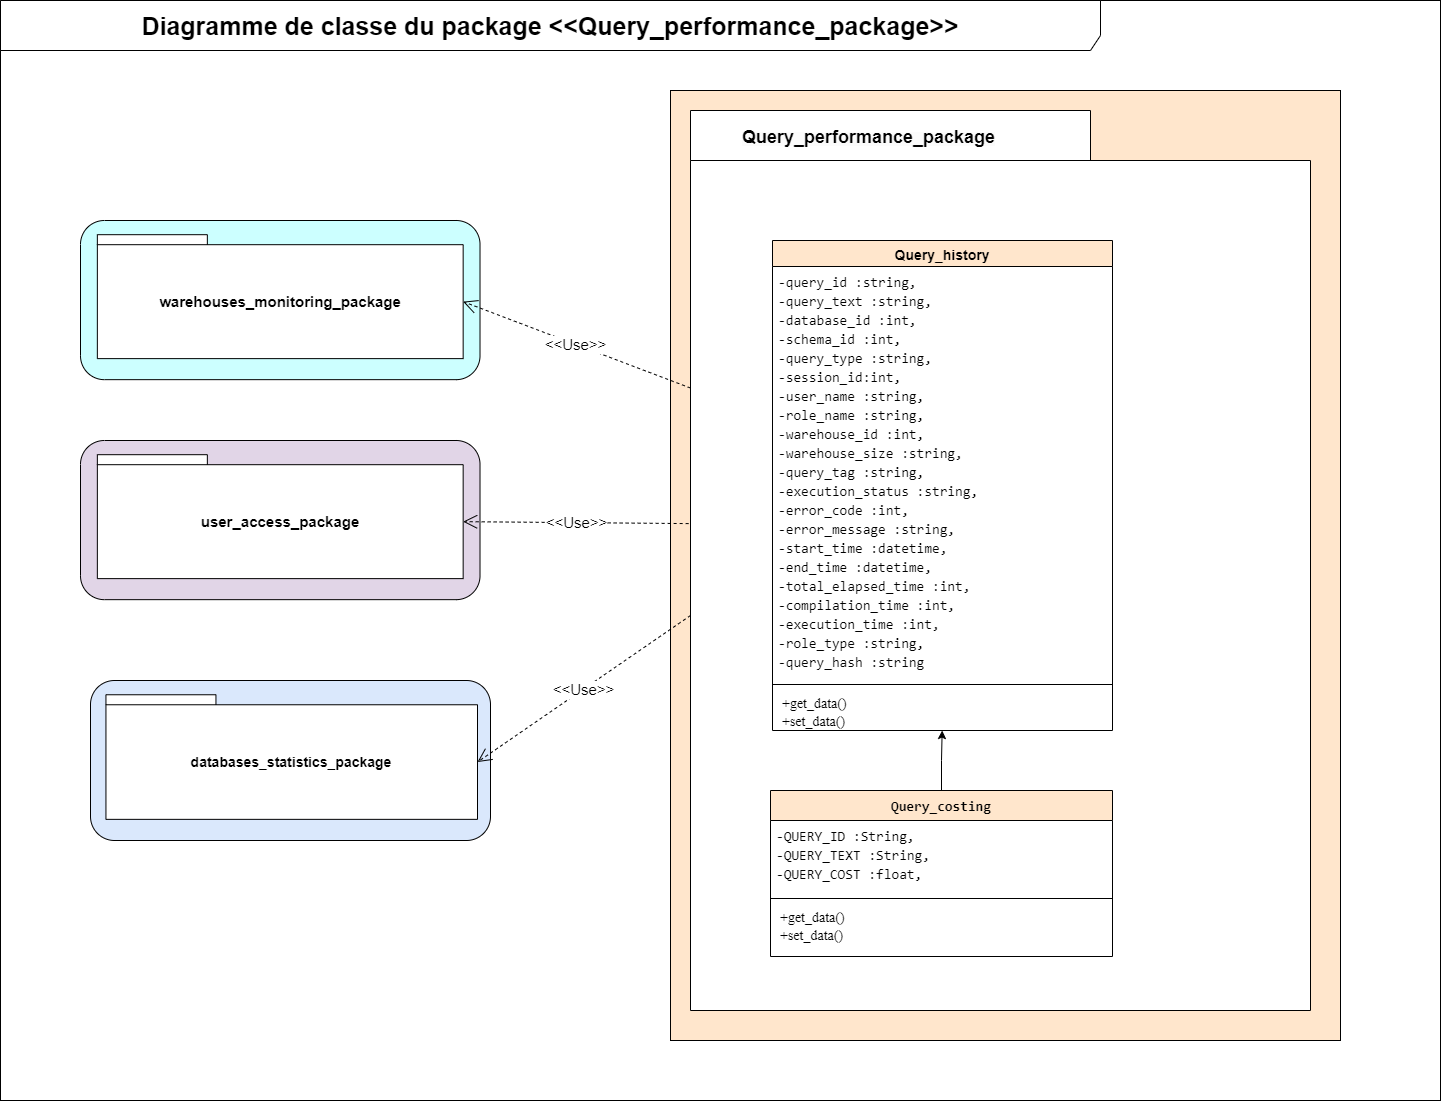 Diagramme de classe du package <<Query_performance_package>>
Query_performance_package
warehouses_monitoring_package
<<Use>>
user_access_package
<<Use>>
databases_statistics_package
<<Use>>
Query_history
-query_id :string,
-query_text :string,
-database_id :int,
-schema_id :int,
-query_type :string,
-session_id:int,
-user_name :string,
-role_name :string,
-warehouse_id :int,
-warehouse_size :string,
-query_tag :string,
-execution_status :string,
-error_code :int,
-error_message :string,
-start_time :datetime,
-end_time :datetime,
-total_elapsed_time :int,
-compilation_time :int,
-execution_time :int,
-role_type :string,
-query_hash :string
+get_data()
+set_data()
Query_costing
-QUERY_ID :String,
-QUERY_TEXT :String,
-QUERY_COST :float,
+get_data()
+set_data()